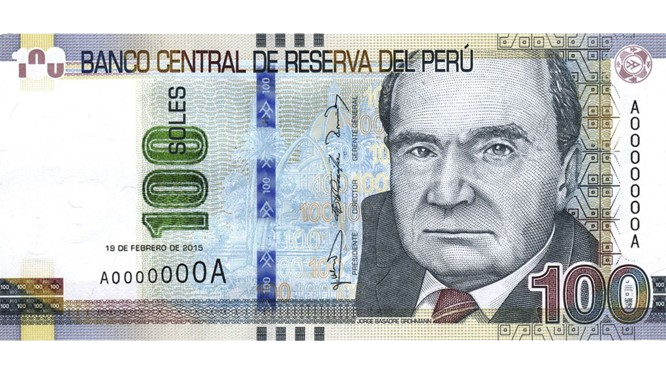 BANCO CENTRAL DE RESERVA DEL PERÚ
100
SOLES
19 DE FEBRERO DE 2015
A0000000A
PRESIDENTE
DIRECTOR
GERENTE GENERAL
A0000000A
JORGE BASADRE GROHMANN
100